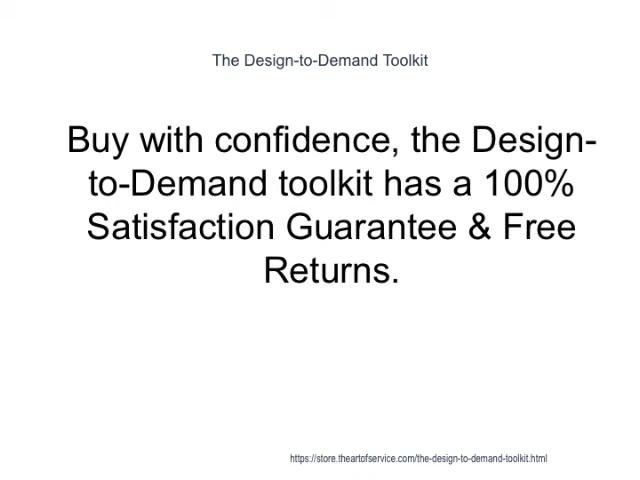 The Design-to-Demand Toolkit
Buy with confidence, the Design-
to-Demand toolkit has a 100%
Satisfaction Guarantee & Free
Returns.
https://store.theartofservice.com/the-design-to-demand-toolkit.html